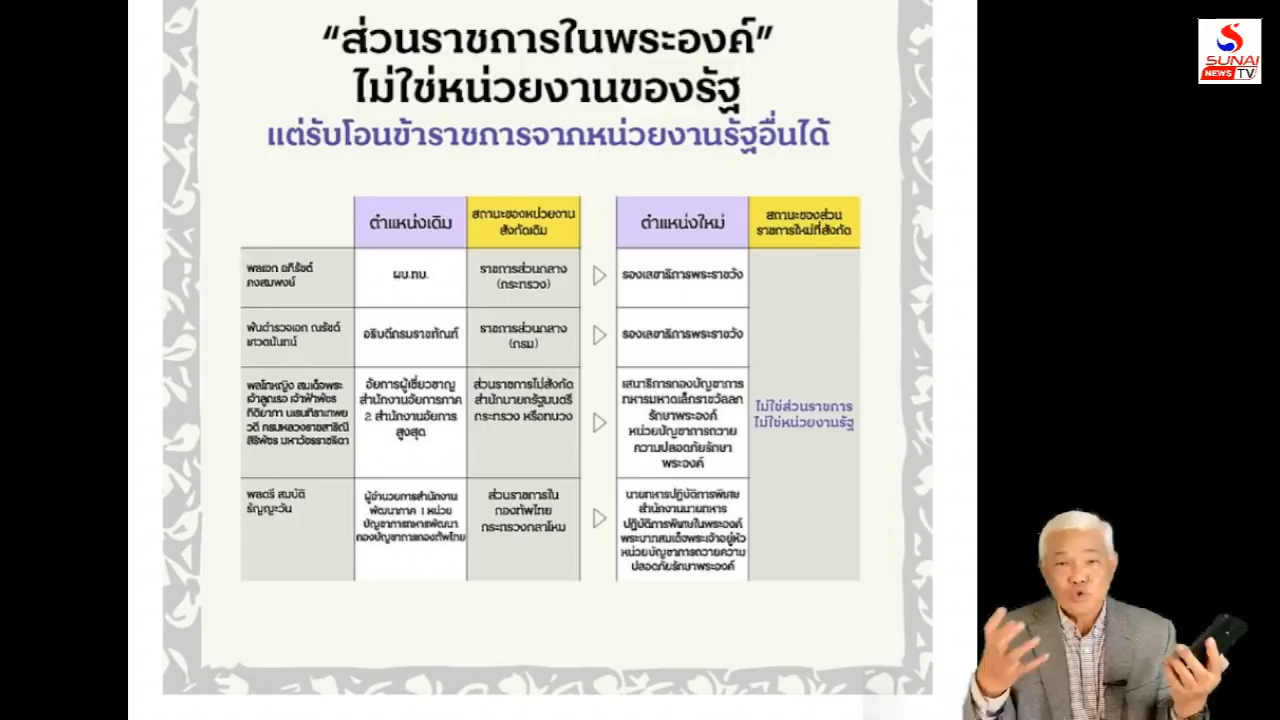 “ส่วนราชการในพระองค์”
ไม่ใช่หน่วยงานของรัฐ
แต่รับโอนข้าราชการจากหน่วยงานรัฐอื่นได้
SUNAI
NEWS TV
ตำแหน่งเดิม
สถานะของหน่วยงาน
สังกัดเดิม
ตำแหน่งใหม่
สถานะของส่วน
ราชการใหม่ที่สังกัด
พลเอก อภิรัชต์
คงสมพงษ์
ผบ.ทบ.
ราชการส่วนกลาง
(กระทรวง)
รองเลขาธิการพระราชวัง
พันตำรวจเอก ณรัชต์
เศวตนันทน์
อธิบดีกรมราชทัณฑ์
ราชการส่วนกลาง
(กรม)
รองเลขาธิการพระราชวัง
พลโทหญิง สมเด็จพระ
เจ้าลูกเธอ เจ้าฟ้าพัชร
กิติยาภา นเรนทิราเทพย
วดี กรมหลวงราชสาริณี
สิริพัชร มหาวัชรราชธิดา
อัยการผู้เชี่ยวชาญ
สำนักงานอัยการภาค
2 สำนักงานอัยการ
สูงสุด
ส่วนราชการไม่สังกัด
สำนักนายกรัฐมนตรี
กระทรวง หรือทบวง
เสนาธิการกองบัญชาการ
ทหารมหาดเล็กราชวัลลภ
รักษาพระองค์
หน่วยบัญชาการถวาย
ความปลอดภัยรักษา
พระองค์
ไม่ใช่ส่วนราชการ
ไม่ใช่หน่วยงานรัฐ
พลตรี สมบัติ
ธัญญะวัน
ผู้อำนวยการสำนักงาน
พัฒนาภาค 1 หน่วย
บัญชาการทหารพัฒนา
กองบัญชาการกองทัพไทย
ส่วนราชการใน
กองทัพไทย
กระทรวงกลาโหม
นายทหารปฏิบัติการพิเศษ
สำนักงานนายทหาร
ปฏิบัติการพิเศษในพระองค์
พระบาทสมเด็จพระเจ้าอยู่หัว
หน่วยบัญชาการถวายความ
ปลอดภัยรักษาพระองค์